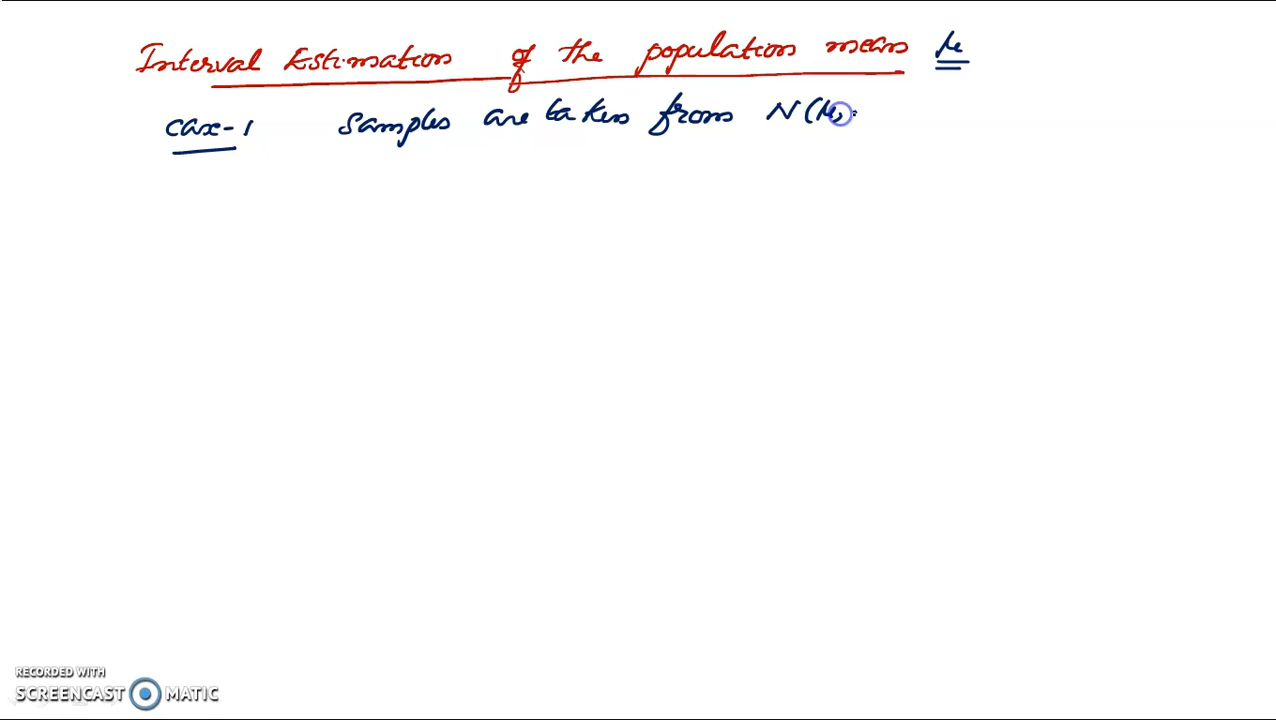 Interval Estimation of the population mean μ
case-1 Samples are taken from N(μ,
RECORDED WITH
SCREENCAST MATIC